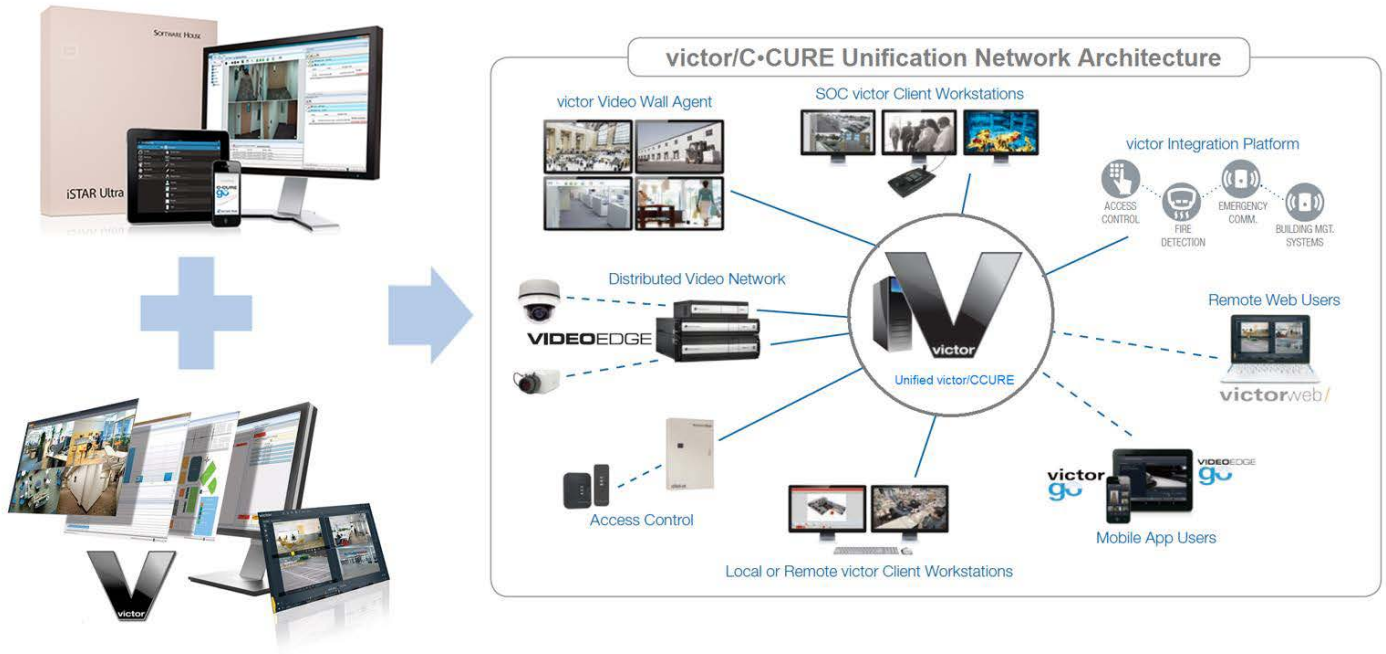 SOFTWARE HOUSE
iSTAR Ultra
C•CURE
go
victor
victor/C•CURE Unification Network Architecture
victor Video Wall Agent
SOC victor Client Workstations
victor Integration Platform
ACCESS
CONTROL
FIRE
DETECTION
EMERGENCY
COMM.
BUILDING MGT.
SYSTEMS
Distributed Video Network
VIDEOEDGE
victor
Unified victor/CCURE
Remote Web Users
victorweb/
Access Control
victor
go
VIDEOEDGE
go
Mobile App Users
Local or Remote victor Client Workstations